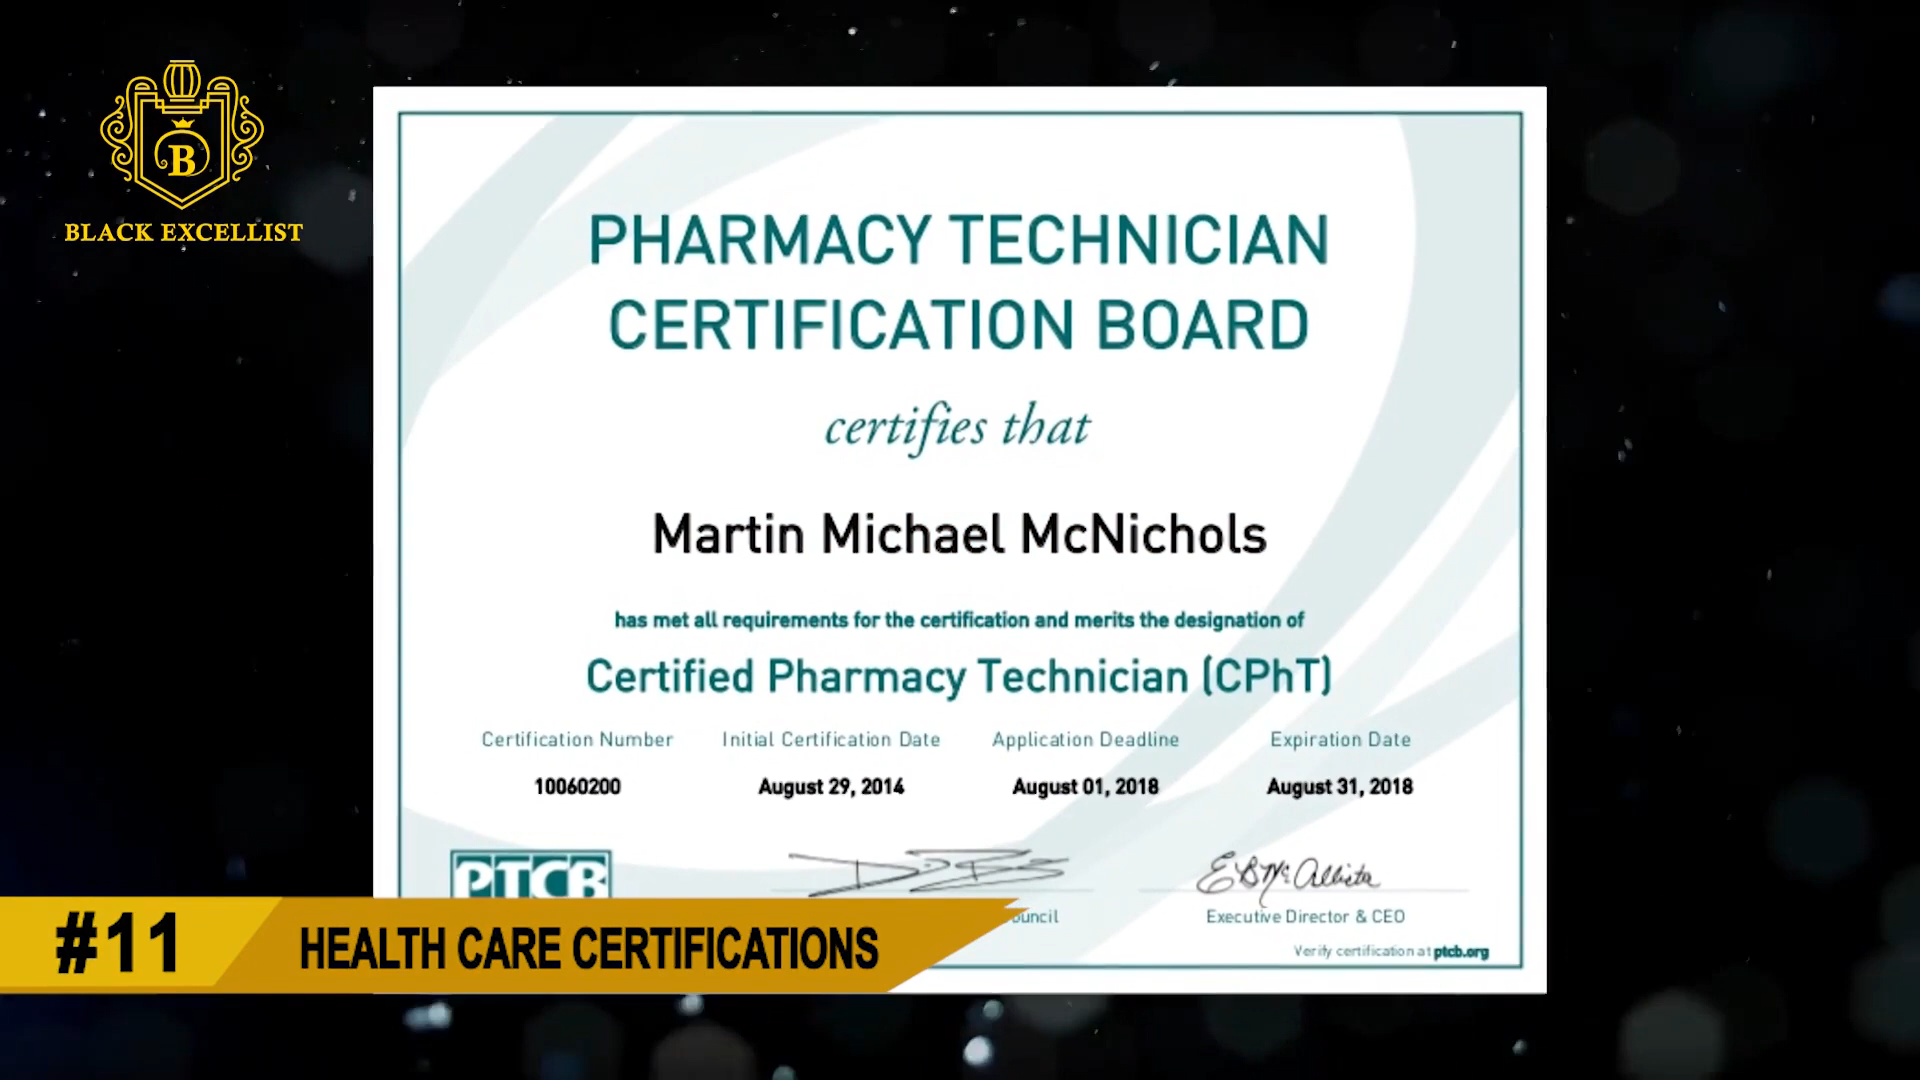 B
BLACK EXCELLIST
PHARMACY TECHNICIAN
CERTIFICATION BOARD
certifies that
Martin Michael McNichols
has met all requirements for the certification and merits the designation of
Certified Pharmacy Technician (CPhT)
Certification Number Initial Certification Date Application Deadline Expiration Date
10060200 August 29, 2014 August 01, 2018 August 31, 2018
PTCB
Executive Director & CEO
Verify certification at ptcb.org
#11 HEALTH CARE CERTIFICATIONS